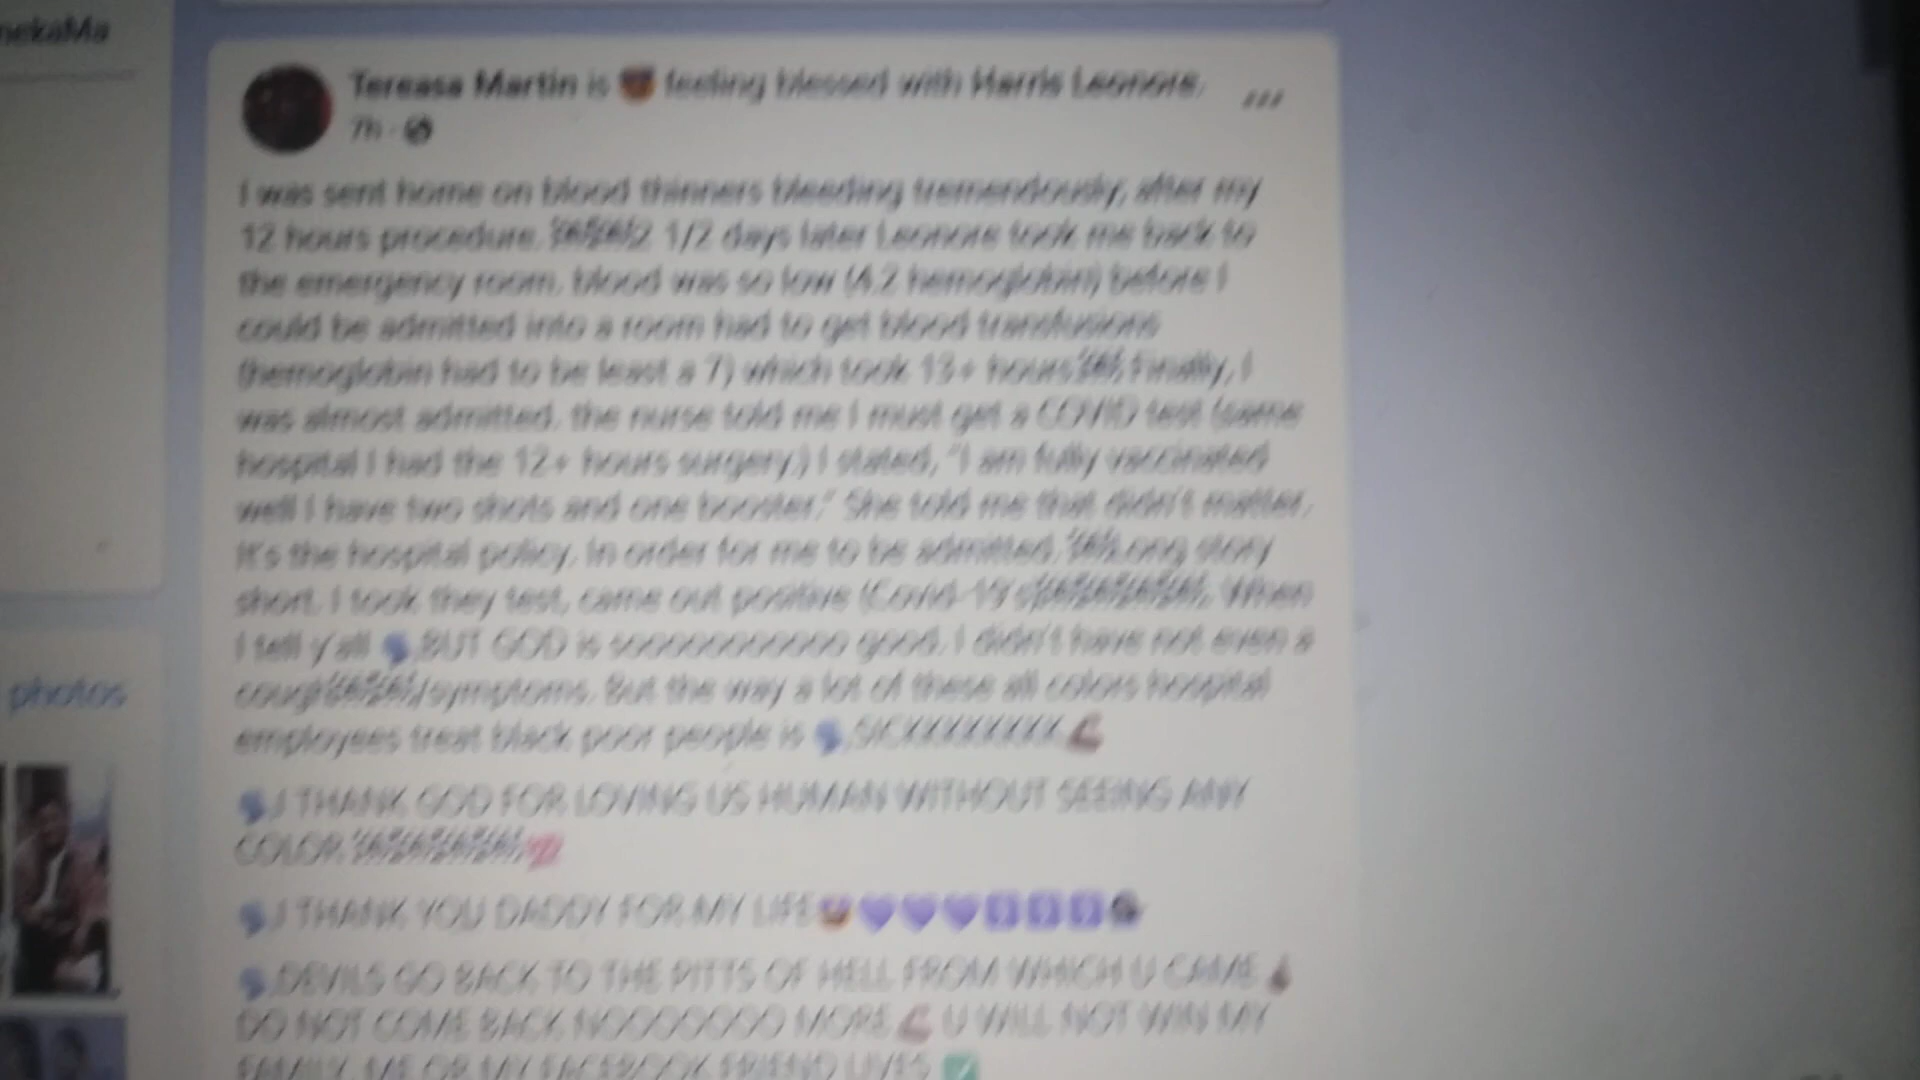 nekaMa
Tereasa Martin is feeling blessed with Harris Leonore.
7h
I was sent home on blood thinners bleeding tremendously, after my
12 hours procedure. 2 1/2 days later Leonore took me back to
the emergency room, blood was so low (4.2 hemoglobin) before I
could be admitted into a room had to get blood transfusions
(hemoglobin had to be least a 7) which took 13+ hours Finally, I
was almost admitted, the nurse told me I must get a COVID test (same
hospital I had the 12+ hours surgery) I stated, "I am fully vaccinated
well I have two shots and one booster." She told me that didn't matter.
It's the hospital policy. In order for me to be admitted. Long story
short, I took they test, came out positive (Covid-19 When
I tell y'all BUT GOD is soooooooooooo good. I didn't have not even a
cough /symptoms. But the way a lot of these all colors hospital
employees treat black poor people is SICKXXXXXXXX
I THANK GOD FOR LOVING US HUMAN WITHOUT SEEING ANY
COLOR
I THANK YOU DADDY FOR MY LIFE
DEVILS GO BACK TO THE PITTS OF HELL FROM WHICH U CAME
DO NOT COME BACK NOOOOOOO MORE U WILL NOT WIN MY
FAMILY, ME OR MY FACEBOOK FRIEND LIVES
photos